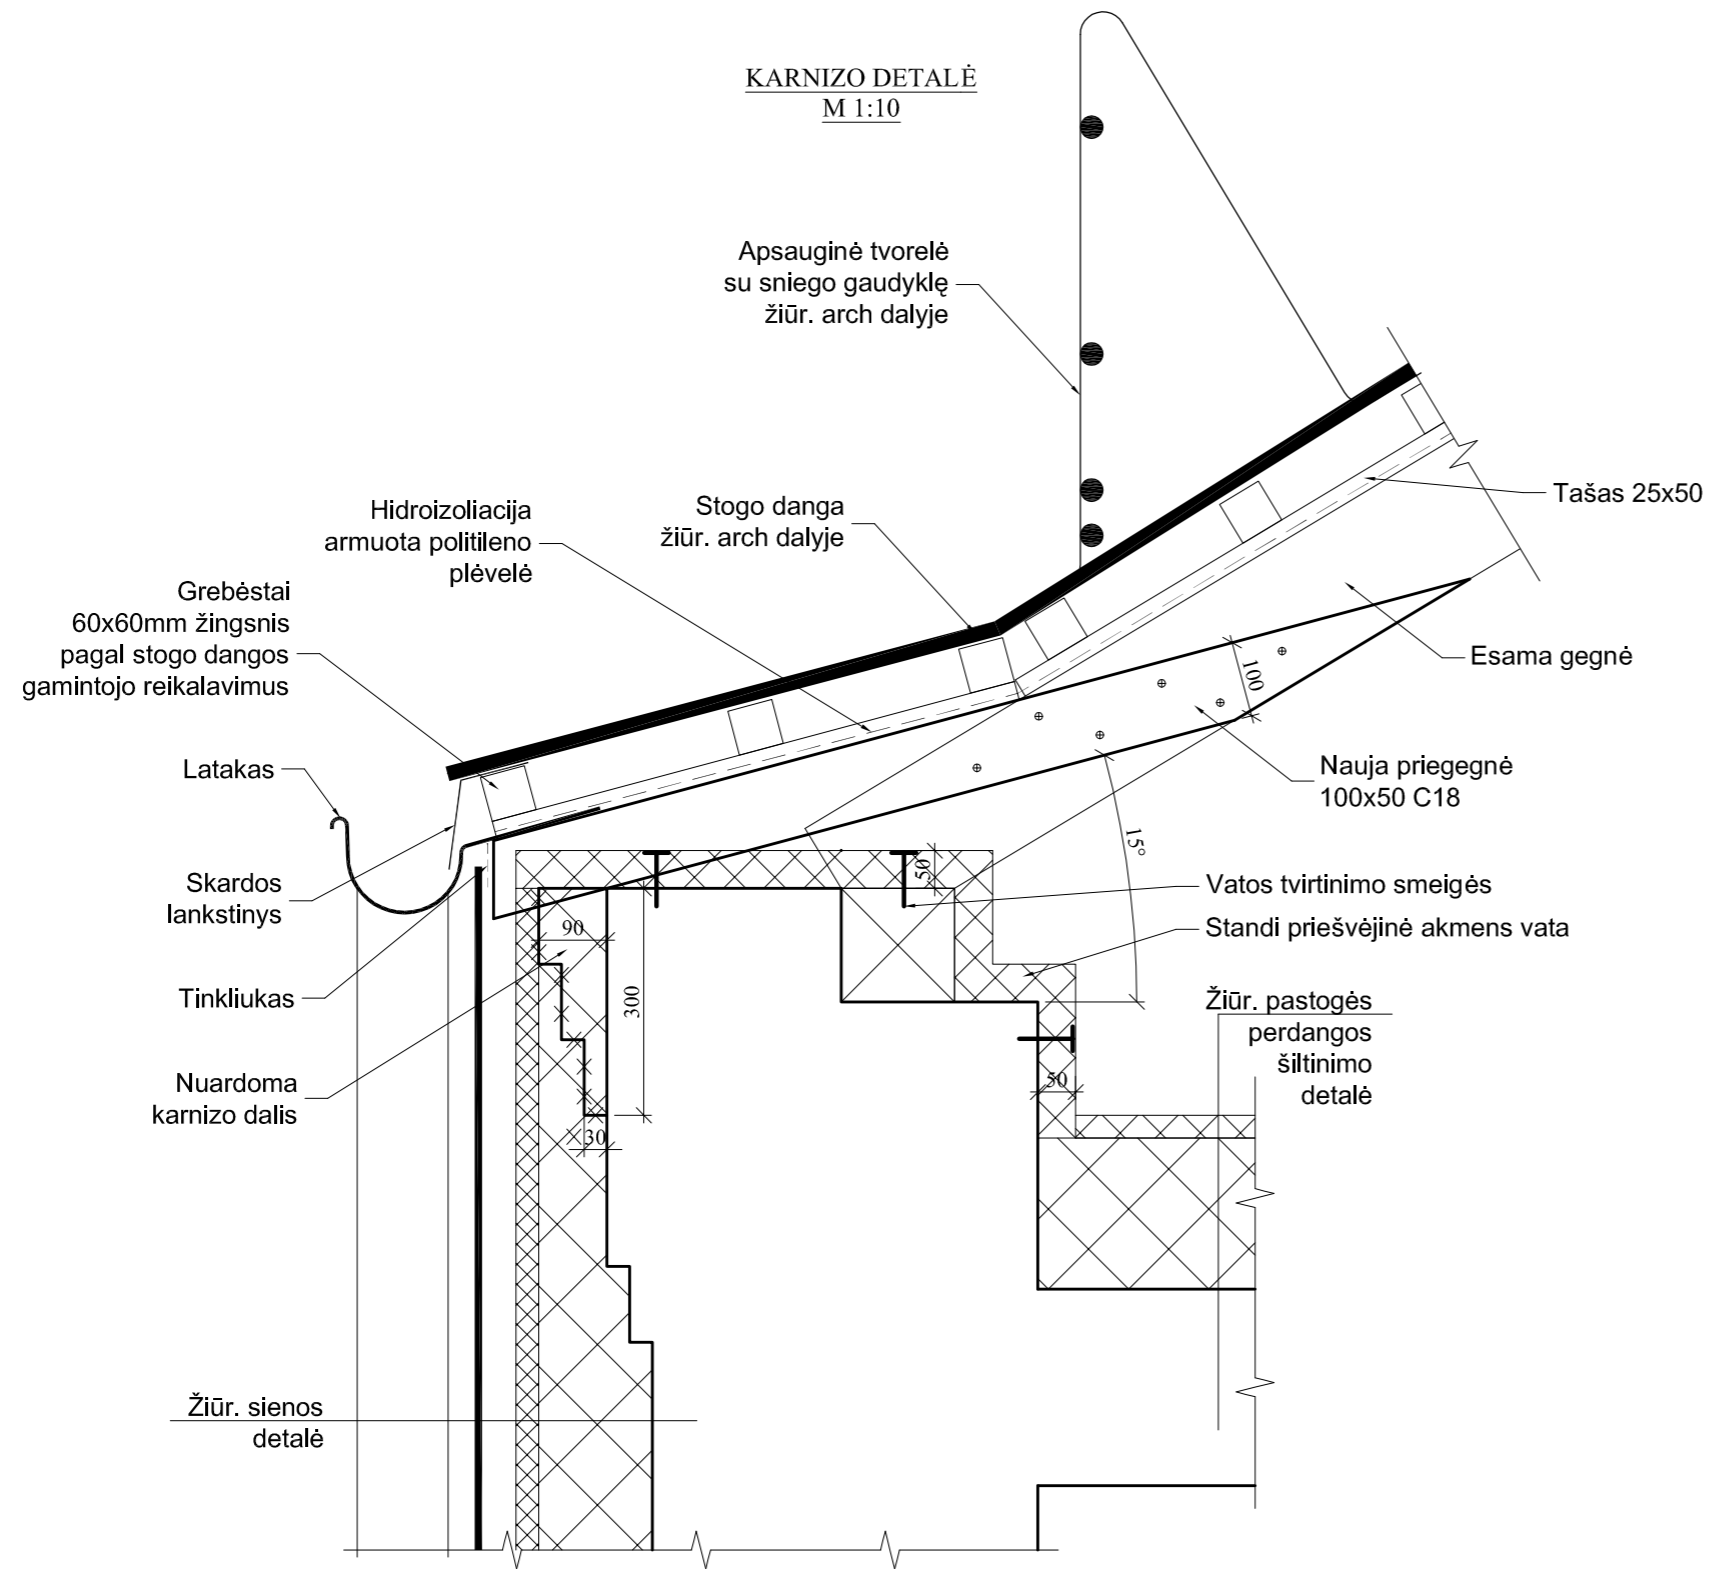 KARNIZO DETALĖ
M 1:10
Apsauginė tvorelė
su sniego gaudyklę
žiūr. arch dalyje
Tašas 25x50
Stogo danga
žiūr. arch dalyje
Hidroizoliacija
armuota politileno
plėvelė
Grebėstai
60x60mm žingsnis
pagal stogo dangos
gamintojo reikalavimus
Esama gegnė
100
Latakas
Nauja priegegnė
100x50 C18
15°
50
Skardos
lankstinys
Vatos tvirtinimo smeigės
Standi priešvėjinė akmens vata
90
Tinkliukas
300
Žiūr. pastogės
perdangos
šiltinimo
detalė
50
Nuardoma
karnizo dalis
30
Žiūr. sienos
detalė